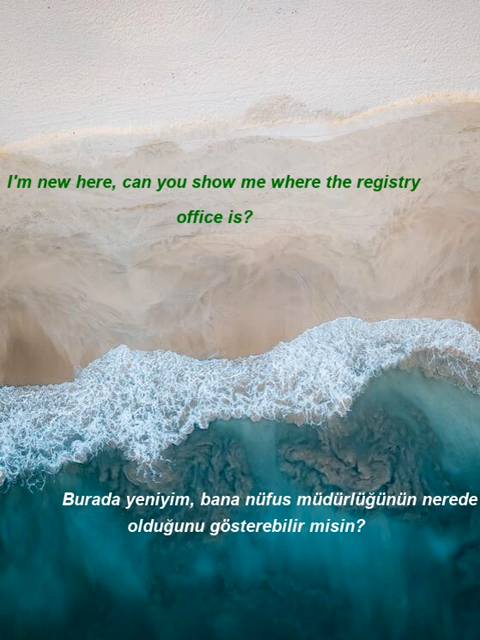 I'm new here, can you show me where the registry
office is?
Burada yeniyim, bana nüfus müdürlüğünün nerede
olduğunu gösterebilir misin?